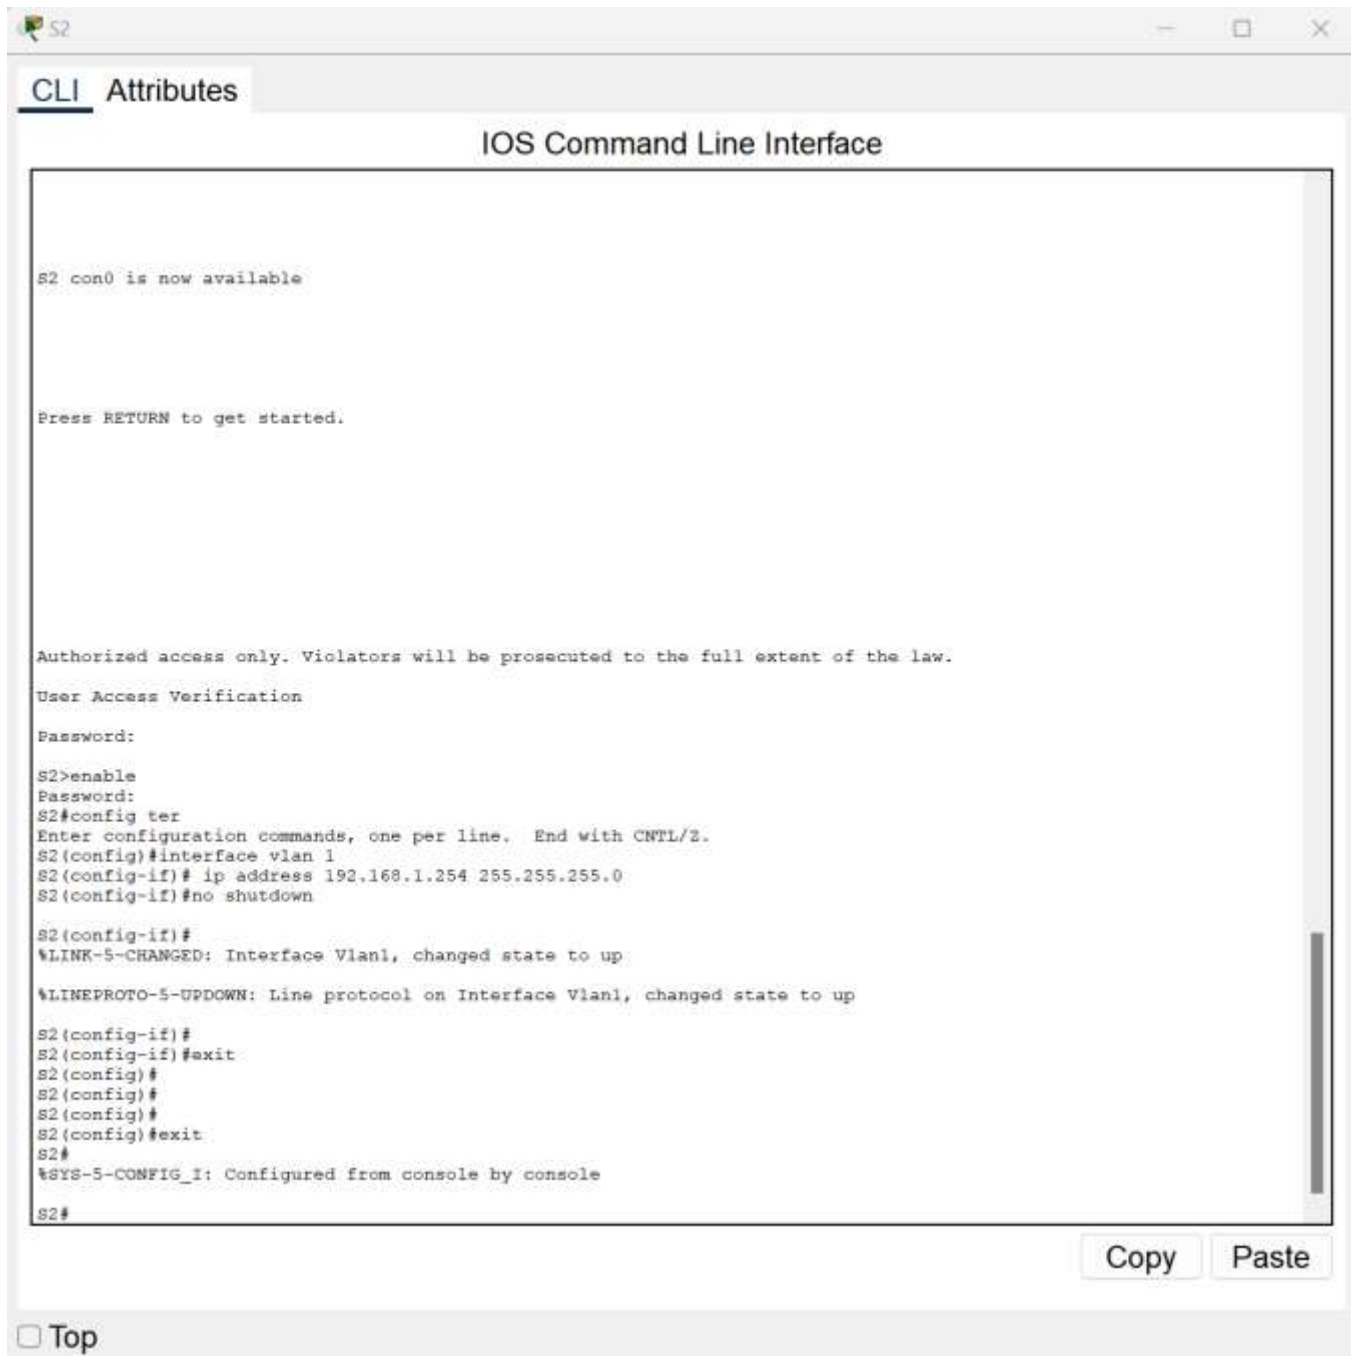 S2
CLI Attributes
IOS Command Line Interface
S2 con0 is now available
Press RETURN to get started.
Authorized access only. Violators will be prosecuted to the full extent of the law.
User Access Verification
Password:
S2>enable
Password:
S2#config ter
Enter configuration commands, one per line.  End with CNTL/Z.
S2(config)#interface vlan 1
S2(config-if)# ip address 192.168.1.254 255.255.255.0
S2(config-if)#no shutdown
S2(config-if)#
%LINK-5-CHANGED: Interface Vlan1, changed state to up
%LINEPROTO-5-UPDOWN: Line protocol on Interface Vlan1, changed state to up
S2(config-if)#
S2(config-if)#exit
S2(config)#
S2(config)#
S2(config)#
S2(config)#exit
S2#
%SYS-5-CONFIG_I: Configured from console by console
S2#
Copy Paste
Top